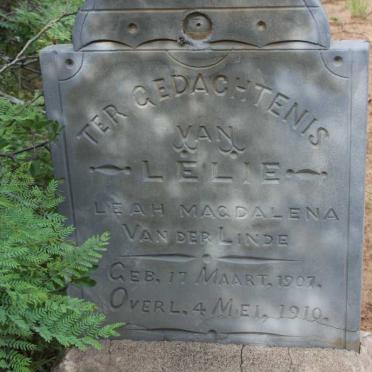 TER GEDACHTENIS
VAN
LELIE
LEAH MAGDALENA
VAN DER LINDE
GEB. 17 MAART. 1907.
OVERL. 4 MEI, 1910.